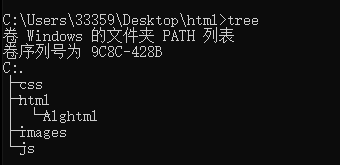 C:\Users\33359\Desktop\html>tree
卷 Windows 的文件夹 PATH 列表
卷序列号为 9C8C-428B
C:.
├─css
├─html
│  └─Alghtml
├─images
└─js